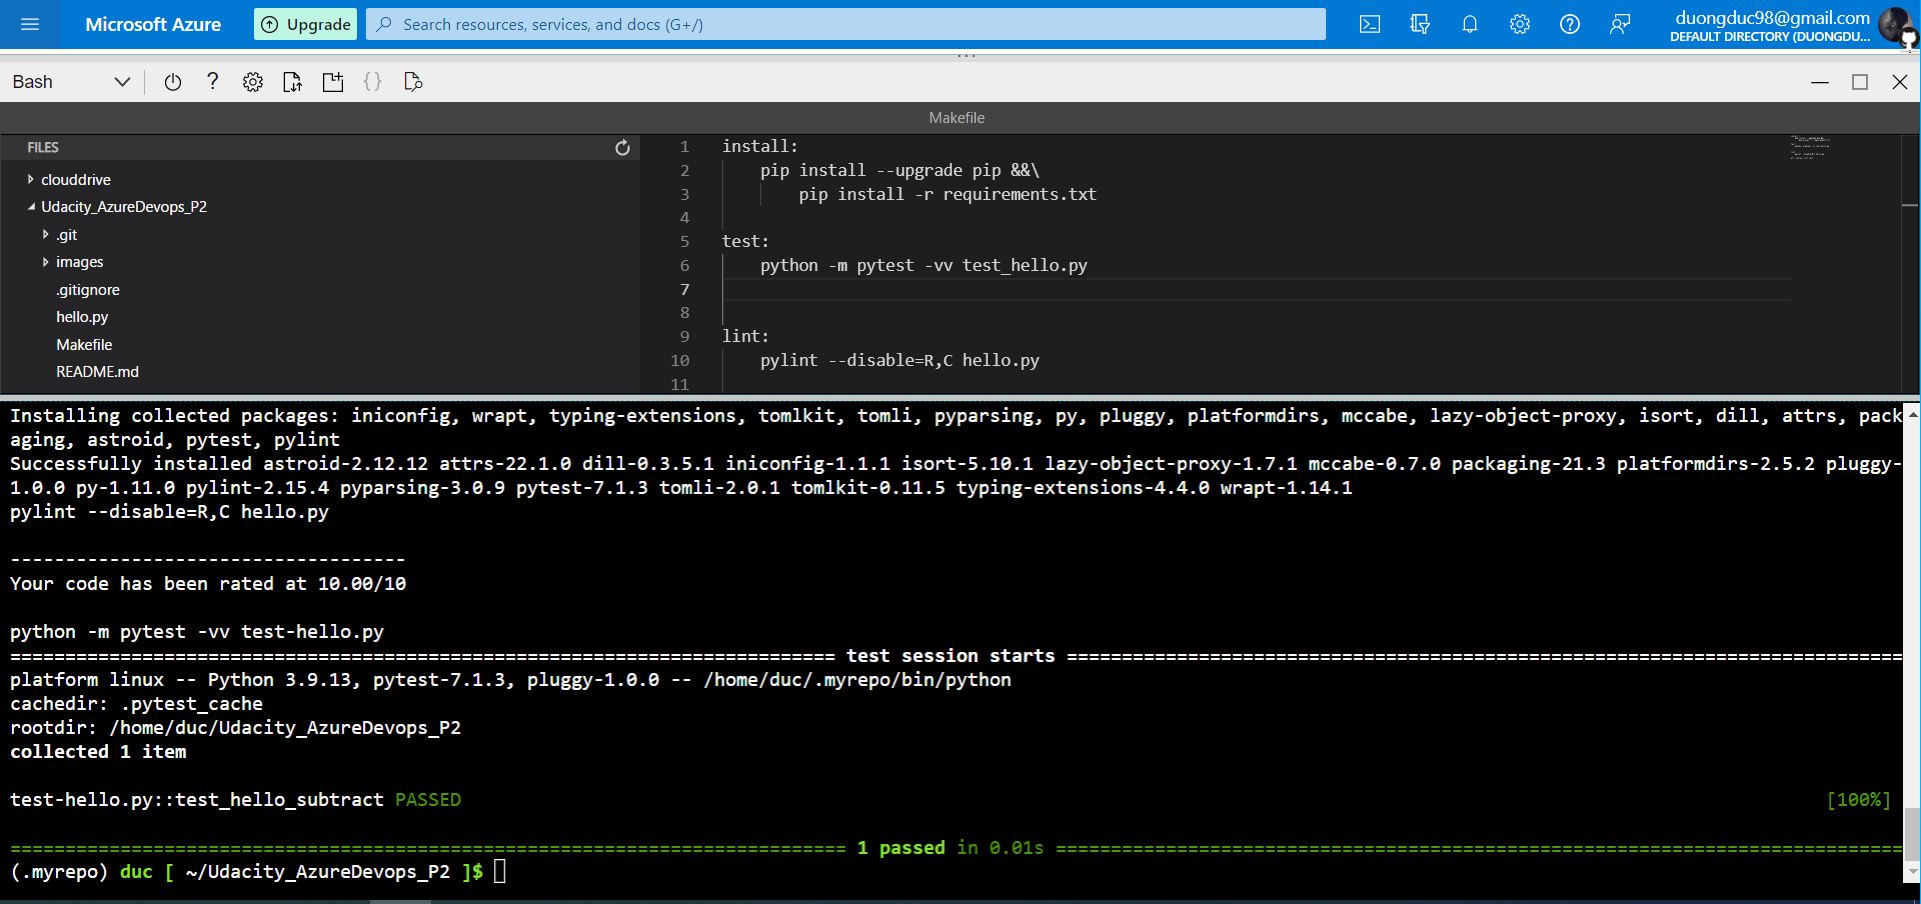 Microsoft Azure
Upgrade
Search resources, services, and docs (G+/)
duongduc98@gmail.com
DEFAULT DIRECTORY (DUONGDU...
Bash
Makefile
FILES
clouddrive
Udacity_AzureDevops_P2
.git
images
.gitignore
hello.py
Makefile
README.md
1 install:
2 pip install --upgrade pip &&\
3 pip install -r requirements.txt
4
5 test:
6 python -m pytest -vv test_hello.py
7
8
9 lint:
10 pylint --disable=R,C hello.py
11
Installing collected packages: iniconfig, wrapt, typing-extensions, tomlkit, tomli, pyparsing, py, pluggy, platformdirs, mccabe, lazy-object-proxy, isort, dill, attrs, pack
aging, astroid, pytest, pylint
Successfully installed astroid-2.12.12 attrs-22.1.0 dill-0.3.5.1 iniconfig-1.1.1 isort-5.10.1 lazy-object-proxy-1.7.1 mccabe-0.7.0 packaging-21.3 platformdirs-2.5.2 pluggy-
1.0.0 py-1.11.0 pylint-2.15.4 pyparsing-3.0.9 pytest-7.1.3 tomli-2.0.1 tomlkit-0.11.5 typing-extensions-4.4.0 wrapt-1.14.1
pylint --disable=R,C hello.py
------------------------------------
Your code has been rated at 10.00/10
python -m pytest -vv test-hello.py
=========================================================================== test session starts ============================================================================
platform linux -- Python 3.9.13, pytest-7.1.3, pluggy-1.0.0 -- /home/duc/.myrepo/bin/python
cachedir: .pytest_cache
rootdir: /home/duc/Udacity_AzureDevops_P2
collected 1 item
test-hello.py::test_hello_subtract PASSED [100%]
============================================================================ 1 passed in 0.01s =============================================================================
(.myrepo) duc [ ~/Udacity_AzureDevops_P2 ]$